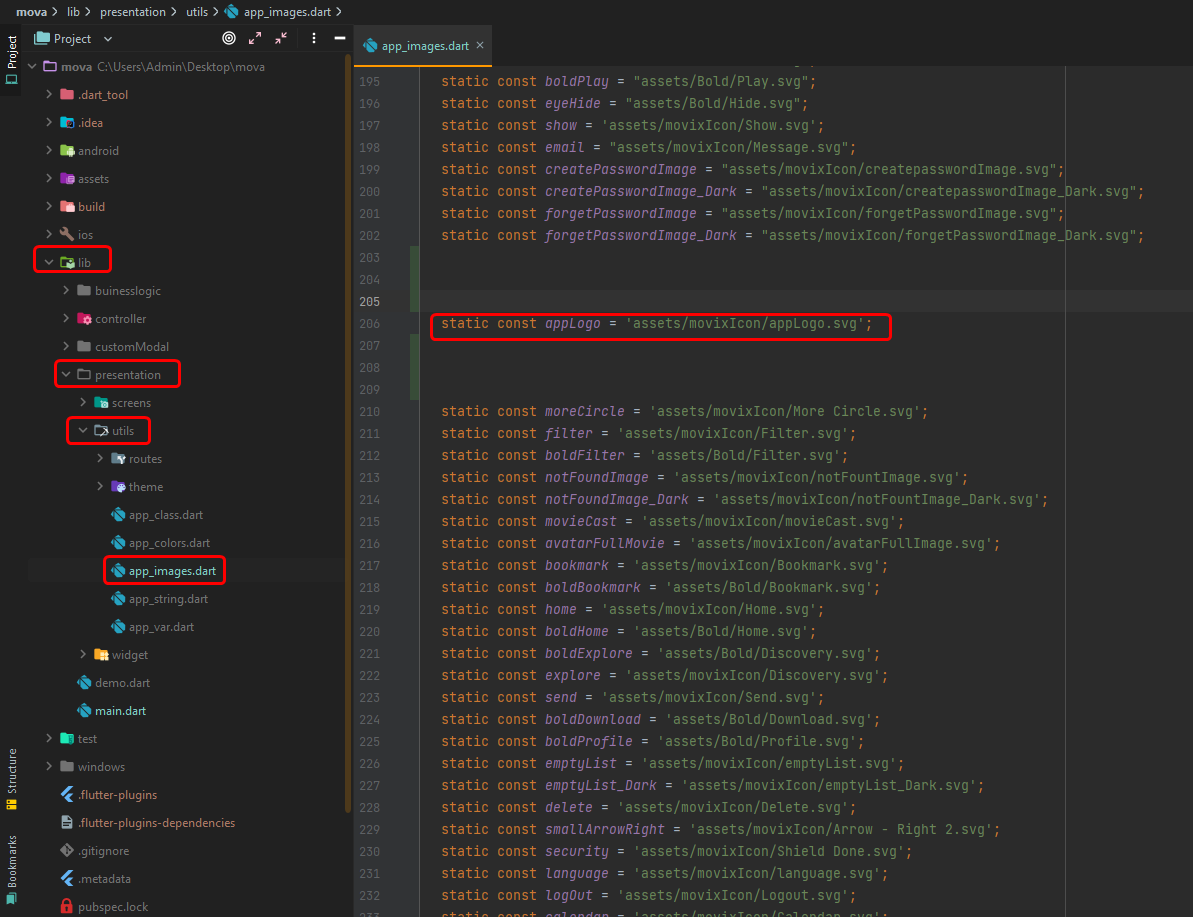 mova > lib > presentation > utils > app_images.dart >
Project
Project
mova C:\Users\Admin\Desktop\mova
.dart_tool
.idea
android
assets
build
ios
lib
buinesslogic
controller
customModal
presentation
screens
utils
routes
theme
app_class.dart
app_colors.dart
app_images.dart
app_string.dart
app_var.dart
widget
demo.dart
main.dart
test
windows
.flutter-plugins
.flutter-plugins-dependencies
.gitignore
.metadata
pubspec.lock
Structure
Bookmarks
app_images.dart ×
195 static const boldPlay = "assets/Bold/Play.svg";
196 static const eyeHide = "assets/Bold/Hide.svg";
197 static const show = 'assets/movixIcon/Show.svg';
198 static const email = "assets/movixIcon/Message.svg";
199 static const createPasswordImage = "assets/movixIcon/createpasswordImage.svg";
200 static const createPasswordImage_Dark = "assets/movixIcon/createpasswordImage_Dark.svg";
201 static const forgetPasswordImage = "assets/movixIcon/forgetPasswordImage.svg";
202 static const forgetPasswordImage_Dark = "assets/movixIcon/forgetPasswordImage_Dark.svg";
203
204
205
206 static const appLogo = 'assets/movixIcon/appLogo.svg';
207
208
209
210 static const moreCircle = 'assets/movixIcon/More Circle.svg';
211 static const filter = 'assets/movixIcon/Filter.svg';
212 static const boldFilter = 'assets/Bold/Filter.svg';
213 static const notFoundImage = 'assets/movixIcon/notFountImage.svg';
214 static const notFoundImage_Dark = 'assets/movixIcon/notFountImage_Dark.svg';
215 static const movieCast = 'assets/movixIcon/movieCast.svg';
216 static const avatarFullMovie = 'assets/movixIcon/avatarFullImage.svg';
217 static const bookmark = 'assets/movixIcon/Bookmark.svg';
218 static const boldBookmark = 'assets/Bold/Bookmark.svg';
219 static const home = 'assets/movixIcon/Home.svg';
220 static const boldHome = 'assets/Bold/Home.svg';
221 static const boldExplore = 'assets/Bold/Discovery.svg';
222 static const explore = 'assets/movixIcon/Discovery.svg';
223 static const send = 'assets/movixIcon/Send.svg';
224 static const boldDownload = 'assets/Bold/Download.svg';
225 static const boldProfile = 'assets/Bold/Profile.svg';
226 static const emptyList = 'assets/movixIcon/emptyList.svg';
227 static const emptyList_Dark = 'assets/movixIcon/emptyList_Dark.svg';
228 static const delete = 'assets/movixIcon/Delete.svg';
229 static const smallArrowRight = 'assets/movixIcon/Arrow - Right 2.svg';
230 static const security = 'assets/movixIcon/Shield Done.svg';
231 static const language = 'assets/movixIcon/language.svg';
232 static const logOut = 'assets/movixIcon/Logout.svg';
233 static const calendar = 'assets/movixIcon/Calendar.svg';